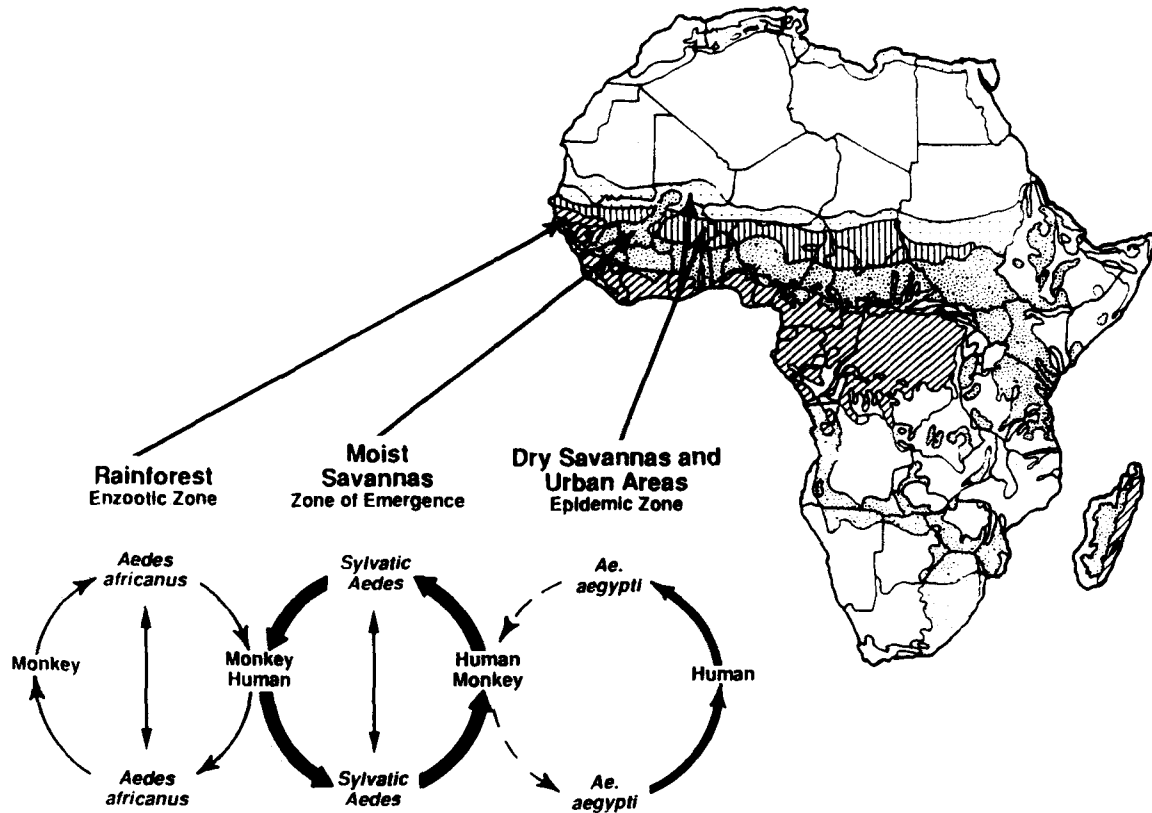 Rainforest
Enzootic Zone
Moist
Savannas
Zone of Emergence
Dry Savannas and
Urban Areas
Epidemic Zone
Aedes
africanus
Monkey
Monkey
Human
Aedes
africanus
Sylvatic
Aedes
Human
Monkey
Sylvatic
Aedes
Ae.
aegypti
Human
Ae.
aegypti